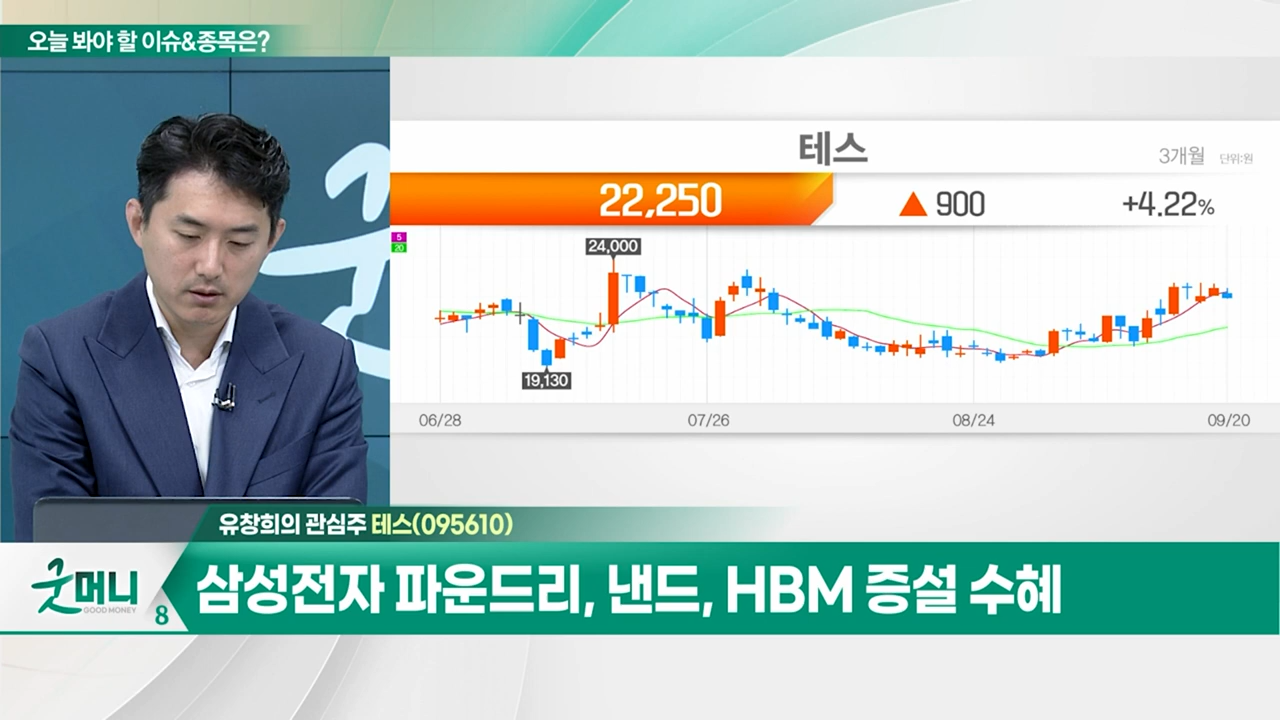 오늘 봐야 할 이슈&종목은?
테스
3개월 단위:원
22,250 ▲ 900 +4.22%
5
20
24,000
19,130
06/28 07/26 08/24 09/20
유창희의 관심주 테스(095610)
굿머니
GOOD MONEY
8
삼성전자 파운드리, 낸드, HBM 증설 수혜